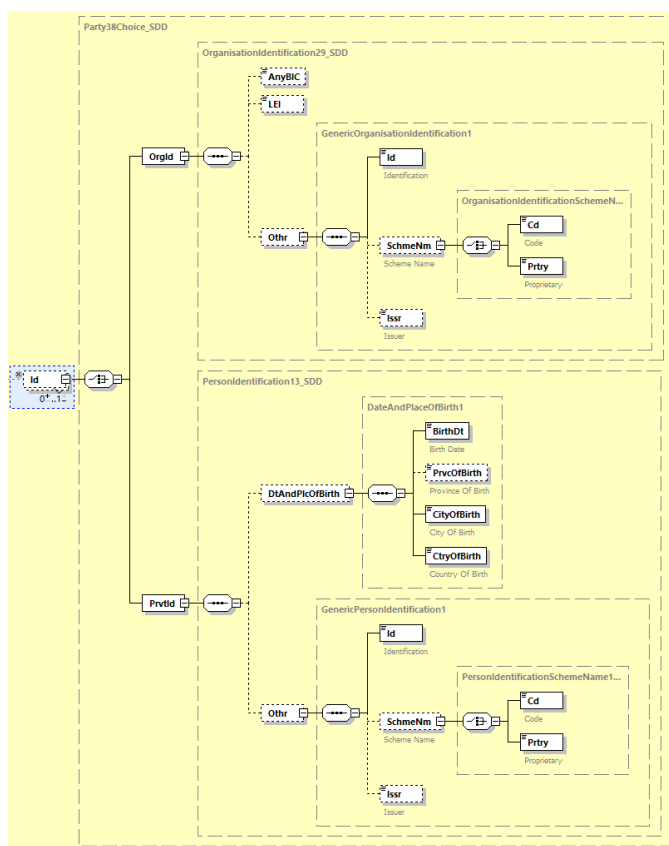 Party38Choice_SDD
OrganisationIdentification29_SDD
AnyBIC
LEI
GenericOrganisationIdentification1
Id
Identification
OrgId
OrganisationIdentificationSchemeN...
Cd
Code
Othr
SchmeNm
Scheme Name
Prtry
Proprietary
Issr
Issuer
Id
0..1
PersonIdentification13_SDD
DateAndPlaceOfBirth1
BirthDt
Birth Date
PrvcOfBirth
Province Of Birth
DtAndPlcOfBirth
CityOfBirth
City Of Birth
CtryOfBirth
Country Of Birth
PrvtId
GenericPersonIdentification1
Id
Identification
PersonIdentificationSchemeName1...
Cd
Code
Othr
SchmeNm
Scheme Name
Prtry
Proprietary
Issr
Issuer